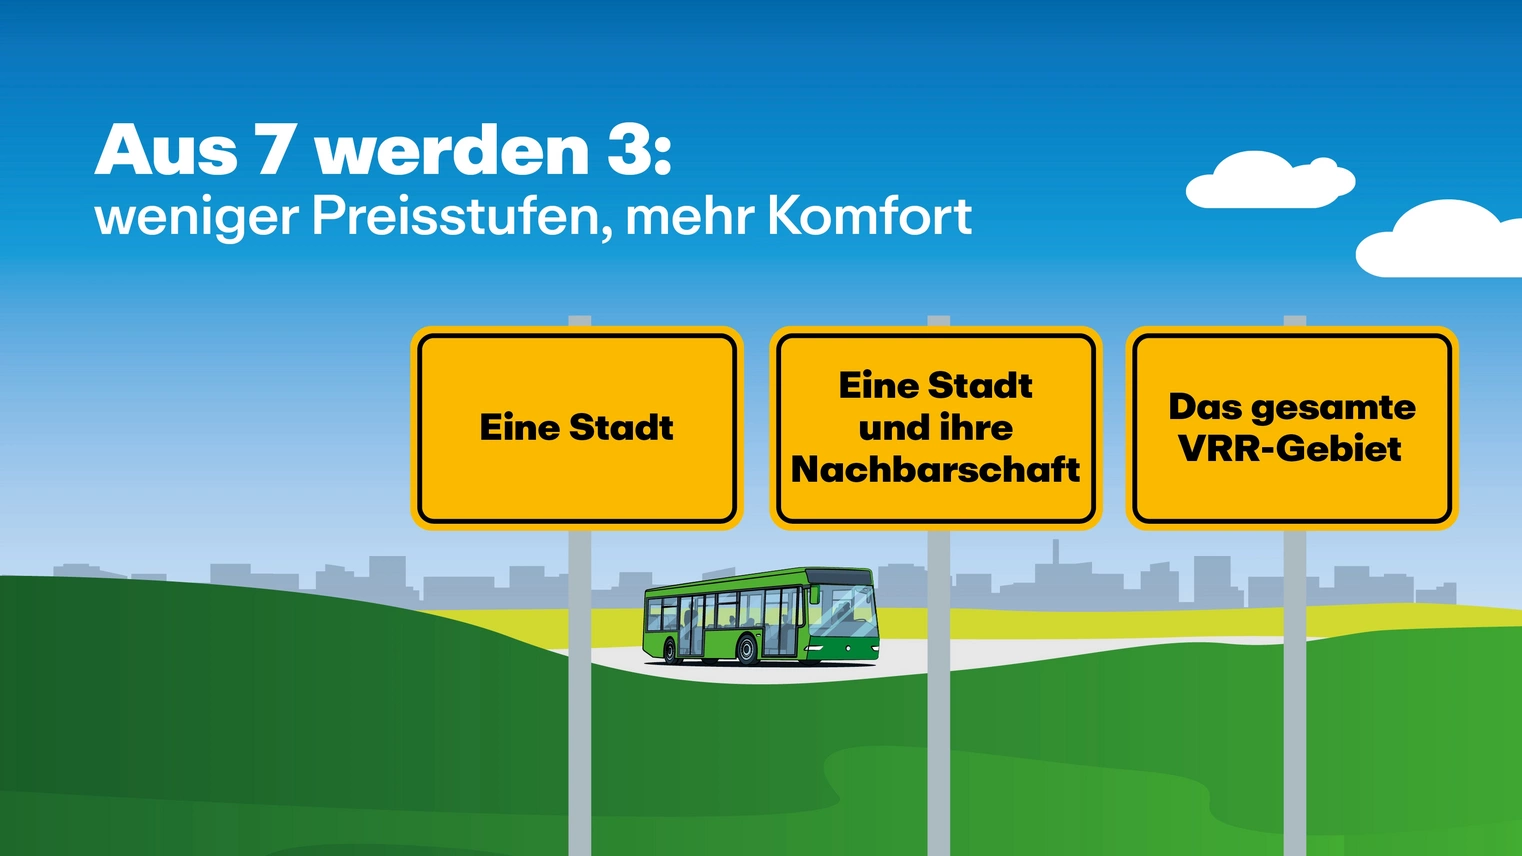 Aus 7 werden 3:
weniger Preisstufen, mehr Komfort
Eine Stadt
Eine Stadt
und ihre
Nachbarschaft
Das gesamte
VRR-Gebiet